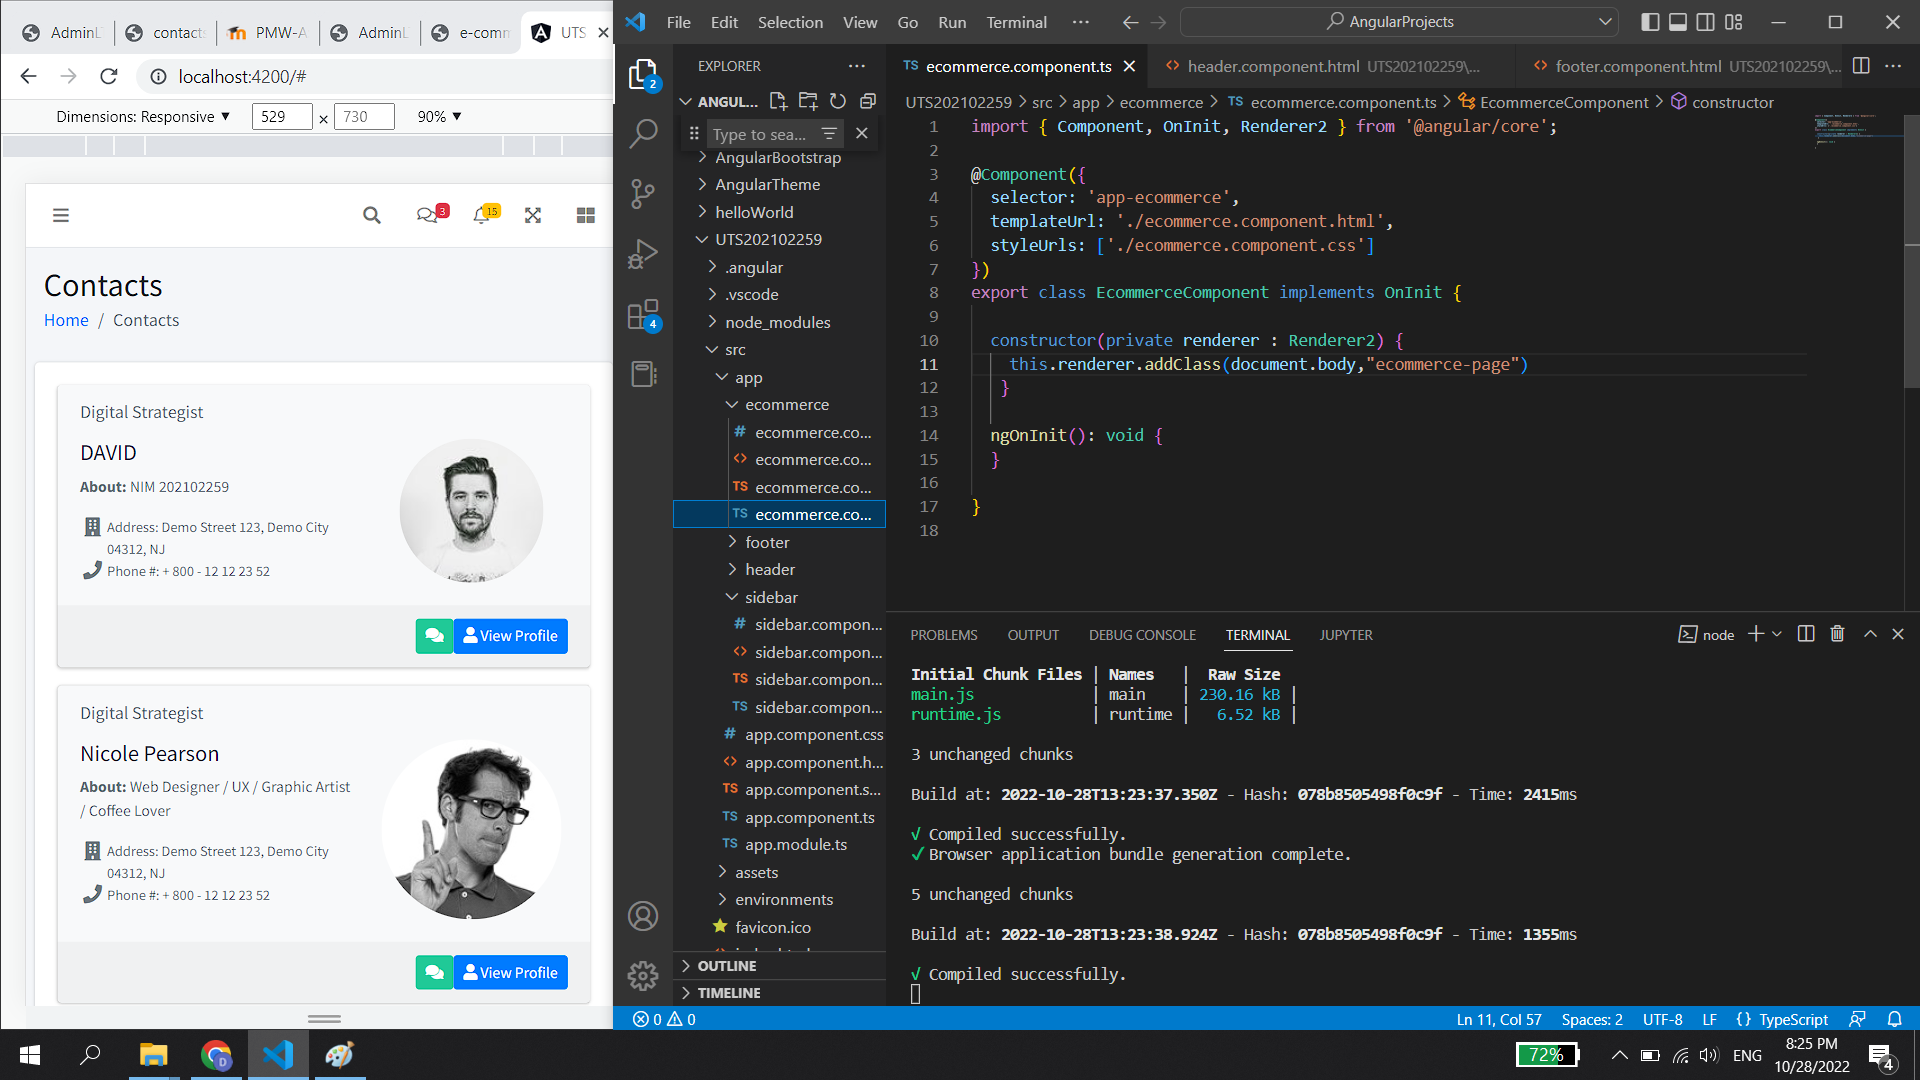 AdminL
contact
PMW-A
AdminL
e-comm
UTS
localhost:4200/#
Dimensions: Responsive ▼ 529 × 730 90% ▼
3
15
Contacts
Home / Contacts
Digital Strategist
DAVID
About: NIM 202102259
Address: Demo Street 123, Demo City
04312, NJ
Phone #: + 800 - 12 12 23 52
View Profile
Digital Strategist
Nicole Pearson
About: Web Designer / UX / Graphic Artist
/ Coffee Lover
Address: Demo Street 123, Demo City
04312, NJ
Phone #: + 800 - 12 12 23 52
View Profile
File Edit Selection View Go Run Terminal ···
AngularProjects
2
4
EXPLORER ···
ANGUL...
Type to sea...
AngularBootstrap
AngularTheme
helloWorld
UTS202102259
.angular
.vscode
node_modules
src
app
ecommerce
# ecommerce.co...
<> ecommerce.co...
TS ecommerce.co...
TS ecommerce.co...
footer
header
sidebar
# sidebar.compon...
<> sidebar.compon...
TS sidebar.compon...
TS sidebar.compon...
# app.component.css
<> app.component.h...
TS app.component.s...
TS app.component.ts
TS app.module.ts
assets
environments
favicon.ico
OUTLINE
TIMELINE
TS ecommerce.component.ts
<> header.component.html UTS202102259\...
<> footer.component.html UTS202102259\...
UTS202102259 > src > app > ecommerce > TS ecommerce.component.ts > EcommerceComponent > constructor
1 import { Component, OnInit, Renderer2 } from '@angular/core';
2
3 @Component({
4 selector: 'app-ecommerce',
5 templateUrl: './ecommerce.component.html',
6 styleUrls: ['./ecommerce.component.css']
7 })
8 export class EcommerceComponent implements OnInit {
9
10 constructor(private renderer : Renderer2) {
11 this.renderer.addClass(document.body,"ecommerce-page")
12 }
13
14 ngOnInit(): void {
15 }
16
17 }
18
PROBLEMS OUTPUT DEBUG CONSOLE TERMINAL JUPYTER
node
Initial Chunk Files | Names | Raw Size
main.js | main | 230.16 kB |
runtime.js | runtime | 6.52 kB |
3 unchanged chunks
Build at: 2022-10-28T13:23:37.350Z - Hash: 078b8505498f0c9f - Time: 2415ms
√ Compiled successfully.
✓ Browser application bundle generation complete.
5 unchanged chunks
Build at: 2022-10-28T13:23:38.924Z - Hash: 078b8505498f0c9f - Time: 1355ms
√ Compiled successfully.
0 0
Ln 11, Col 57 Spaces: 2 UTF-8 LF {} TypeScript
72%
ENG
8:25 PM
10/28/2022
4